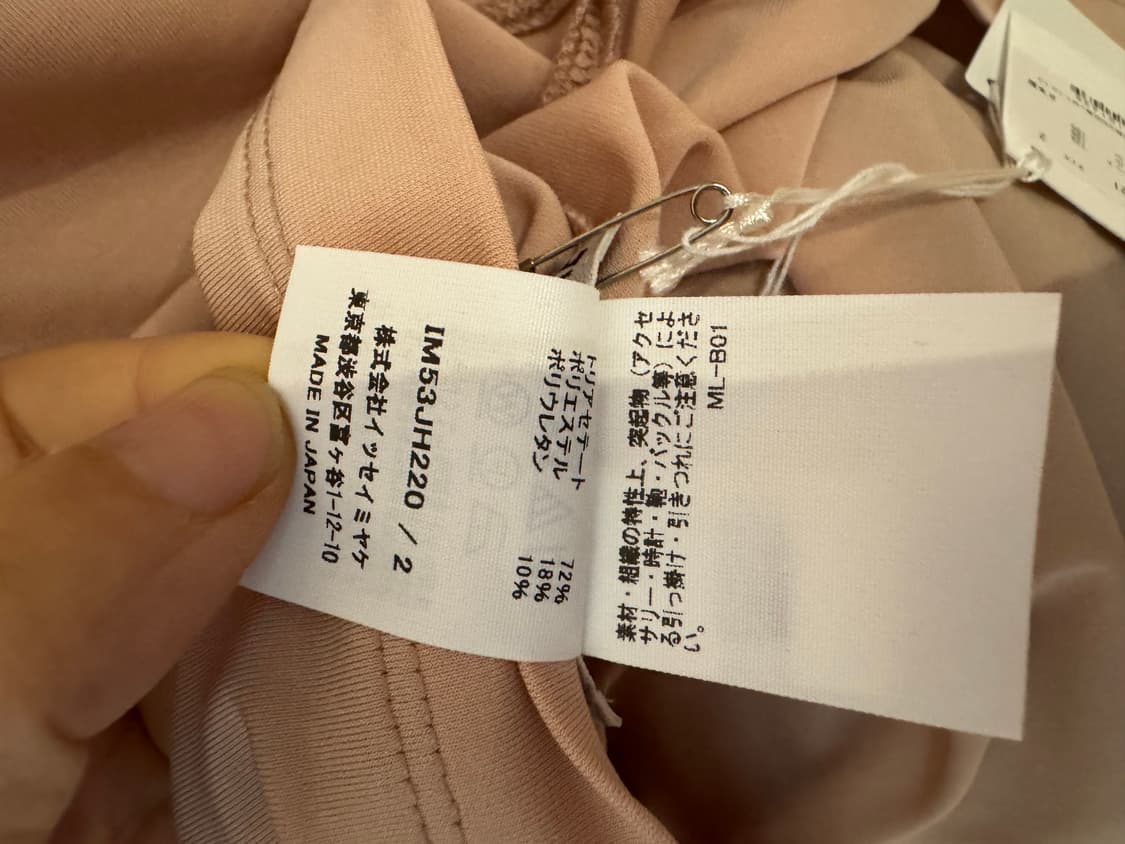 トリアセテート 72%
ポリエステル 18%
ポリウレタン 10%
IM53JH220 / 2
株式会社イッセイミヤケ
東京都渋谷区富ヶ谷1-12-10
MADE IN JAPAN
ML-B01
素材・組織の特性上、突起物(アクセ
サリー・時計・鞄・バックル等)によ
る引っ掛け・引きつれにご注意くださ
い。